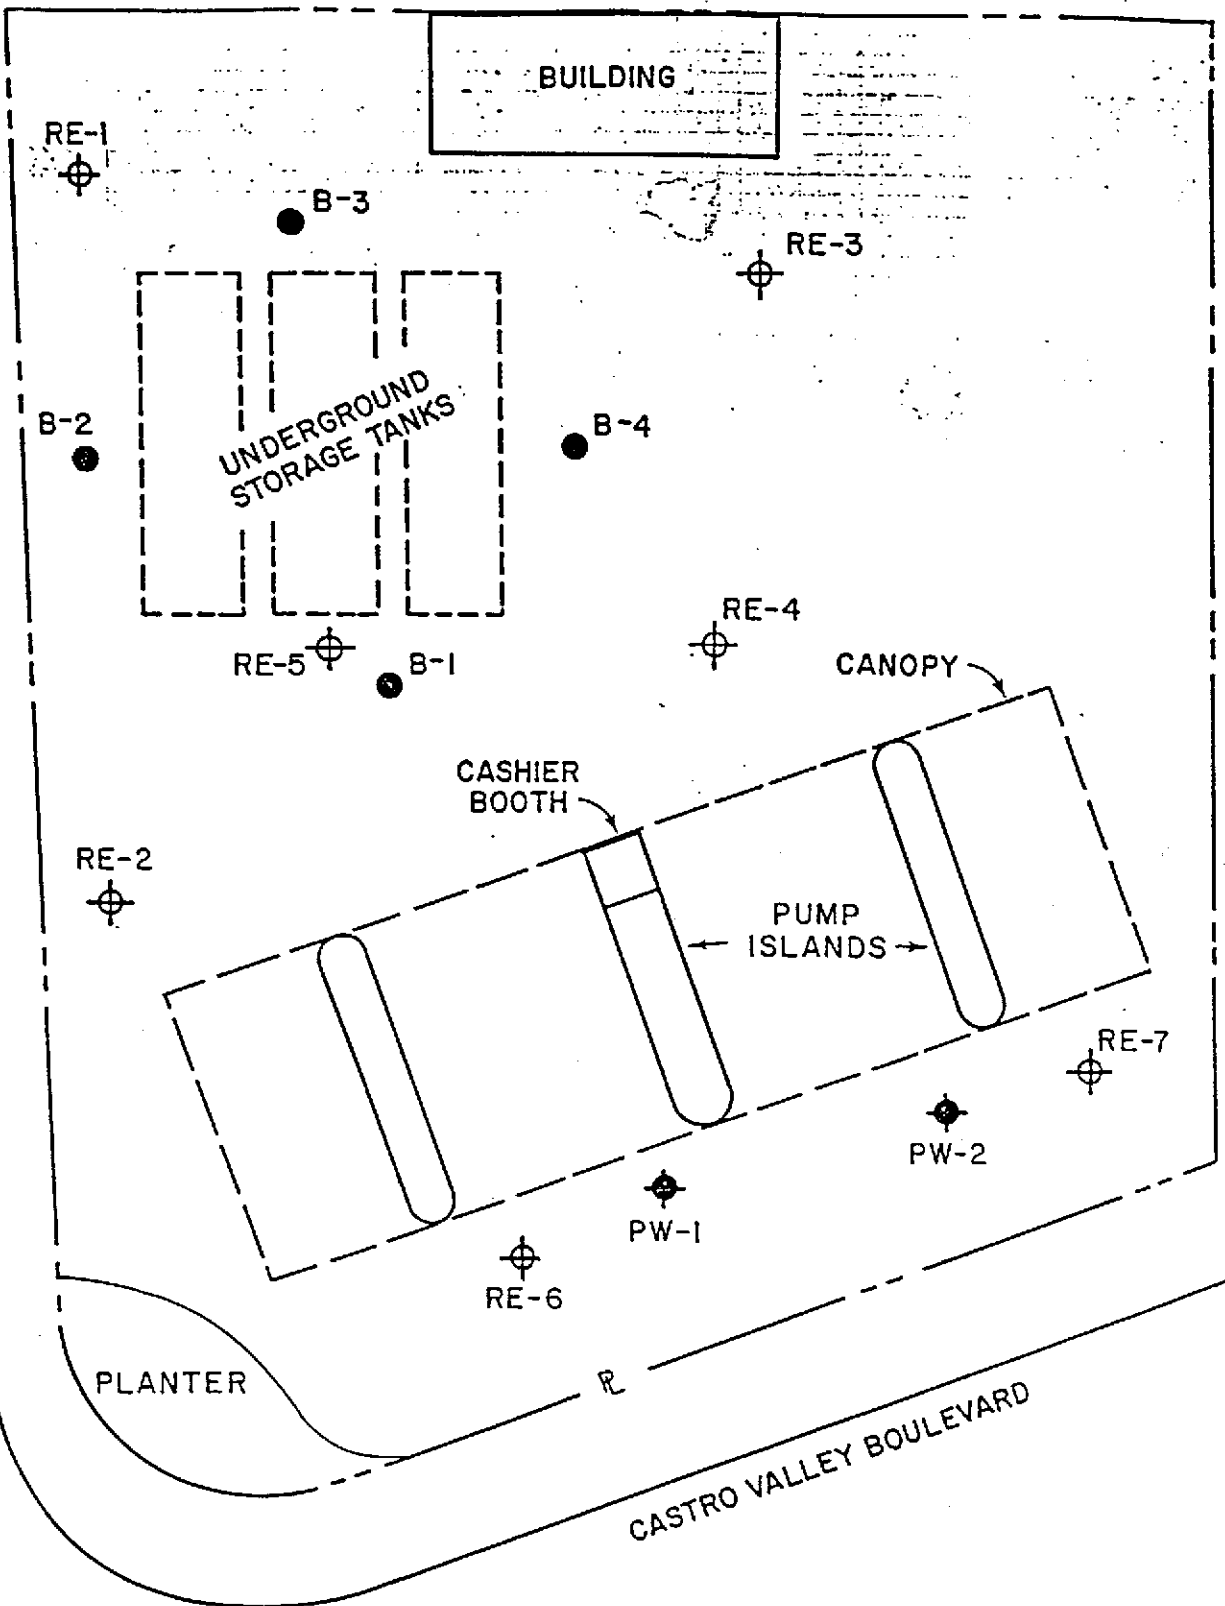 BUILDING
RE-1
B-3
RE-3
UNDERGROUND
STORAGE TANKS
B-2
B-4
RE-4
RE-5
B-1
CANOPY
CASHIER
BOOTH
RE-2
PUMP
ISLANDS
RE-7
PW-2
PW-1
RE-6
PLANTER
PL
CASTRO VALLEY BOULEVARD